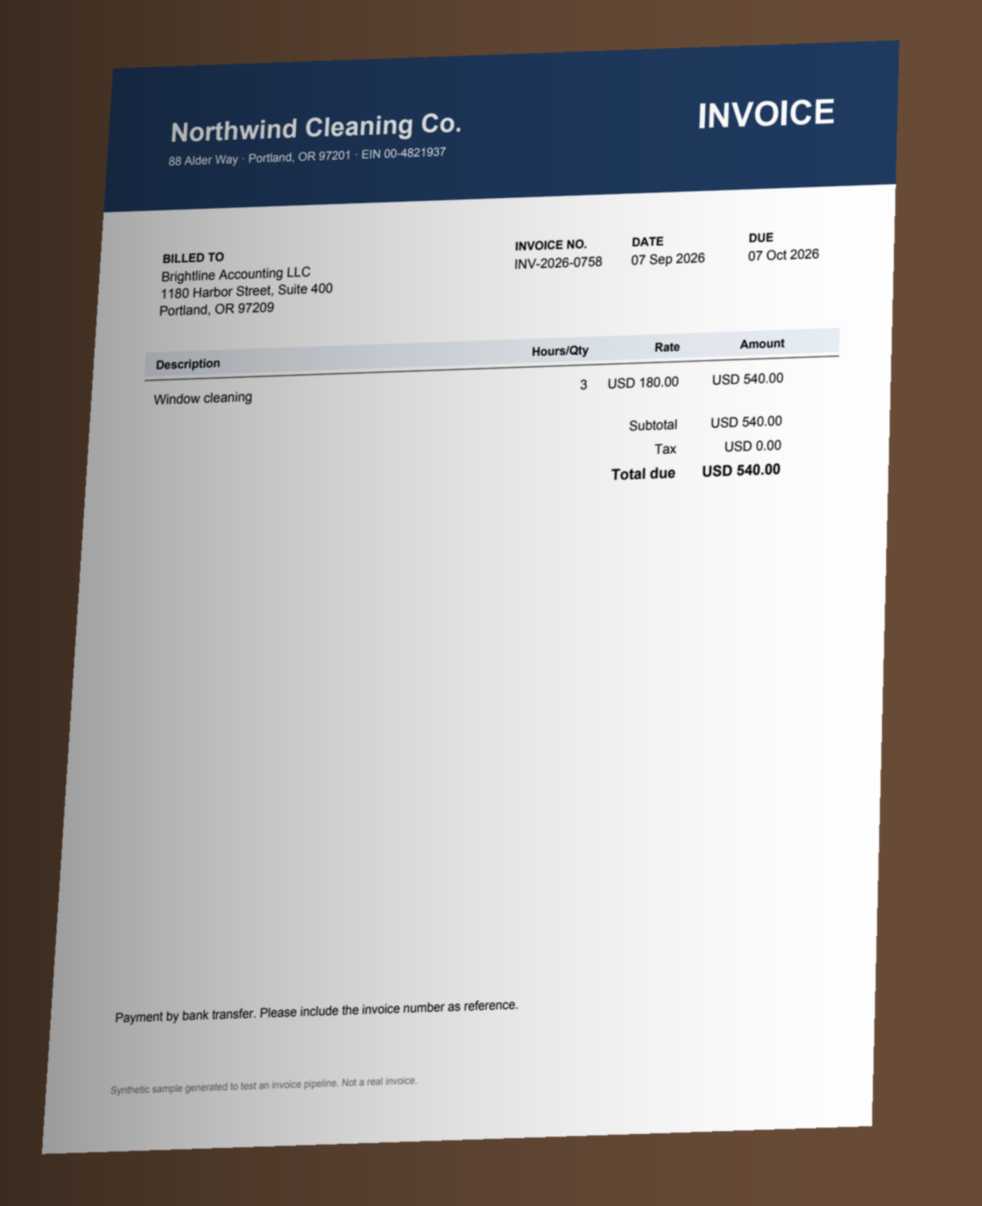 Northwind Cleaning Co.
INVOICE
88 Alder Way · Portland, OR 97201 · EIN 00-4821937
BILLED TO
Brightline Accounting LLC
1180 Harbor Street, Suite 400
Portland, OR 97209
INVOICE NO.
INV-2026-0758
DATE
07 Sep 2026
DUE
07 Oct 2026
Description Hours/Qty Rate Amount
Window cleaning 3 USD 180.00 USD 540.00
Subtotal USD 540.00
Tax USD 0.00
Total due USD 540.00
Payment by bank transfer. Please include the invoice number as reference.
Synthetic sample generated to test an invoice pipeline. Not a real invoice.